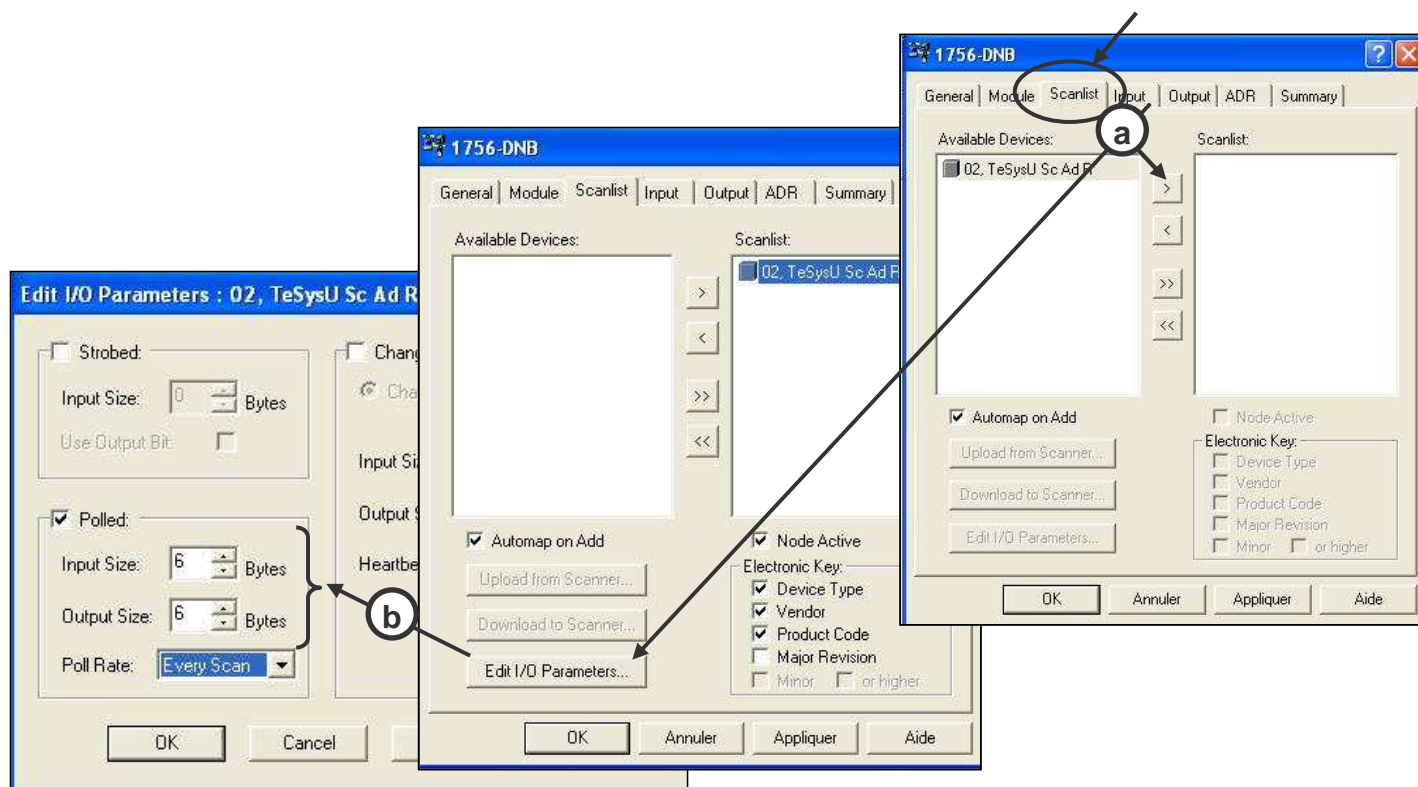 1756-DNB
General Module Scanlist Input Output ADR Summary
Available Devices: Scanlist:
02, TeSysU Sc Ad R
>
<
>>
<<
Automap on Add
Upload from Scanner...
Download to Scanner...
Edit I/O Parameters...
Node Active
Electronic Key:
Device Type
Vendor
Product Code
Major Revision
Minor or higher
OK Annuler Appliquer Aide
a
1756-DNB
General Module Scanlist Input Output ADR Summary
Available Devices: Scanlist:
02, TeSysU Sc Ad R
>
<
>>
<<
Automap on Add
Upload from Scanner...
Download to Scanner...
Edit I/O Parameters...
Node Active
Electronic Key:
Device Type
Vendor
Product Code
Major Revision
Minor or higher
OK Annuler Appliquer Aide
b
Edit I/O Parameters : 02, TeSysU Sc Ad R
Strobed:
Input Size: 0 Bytes
Use Output Bit:
Polled:
Input Size: 6 Bytes
Output Size: 6 Bytes
Poll Rate: Every Scan
OK Cancel